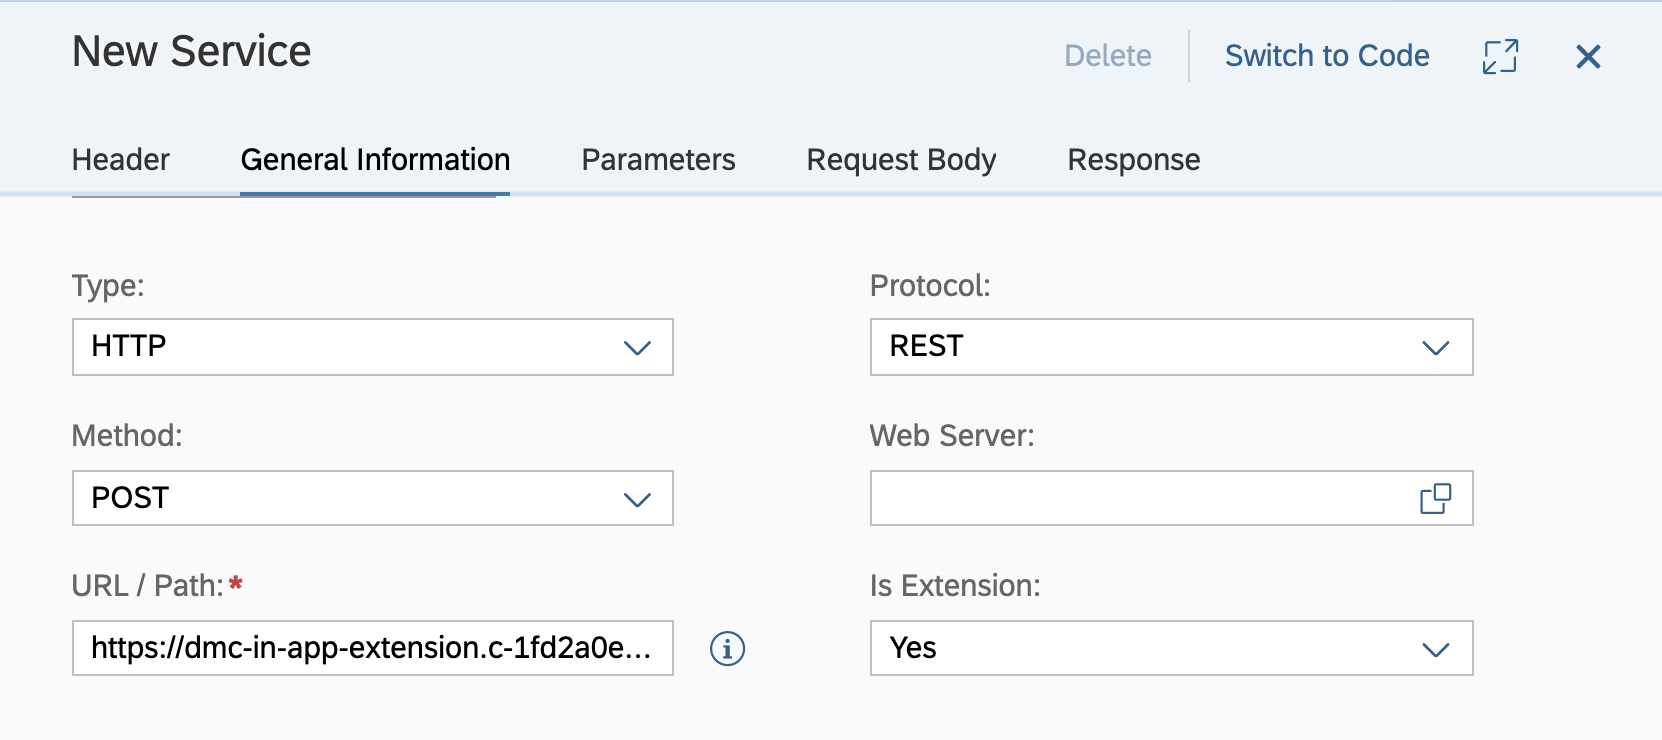 New Service
Delete
Switch to Code
Header
General Information
Parameters
Request Body
Response
Type:
Protocol:
HTTP
REST
Method:
Web Server:
POST
URL / Path:*
Is Extension:
https://dmc-in-app-extension.c-1fd2a0e...
Yes